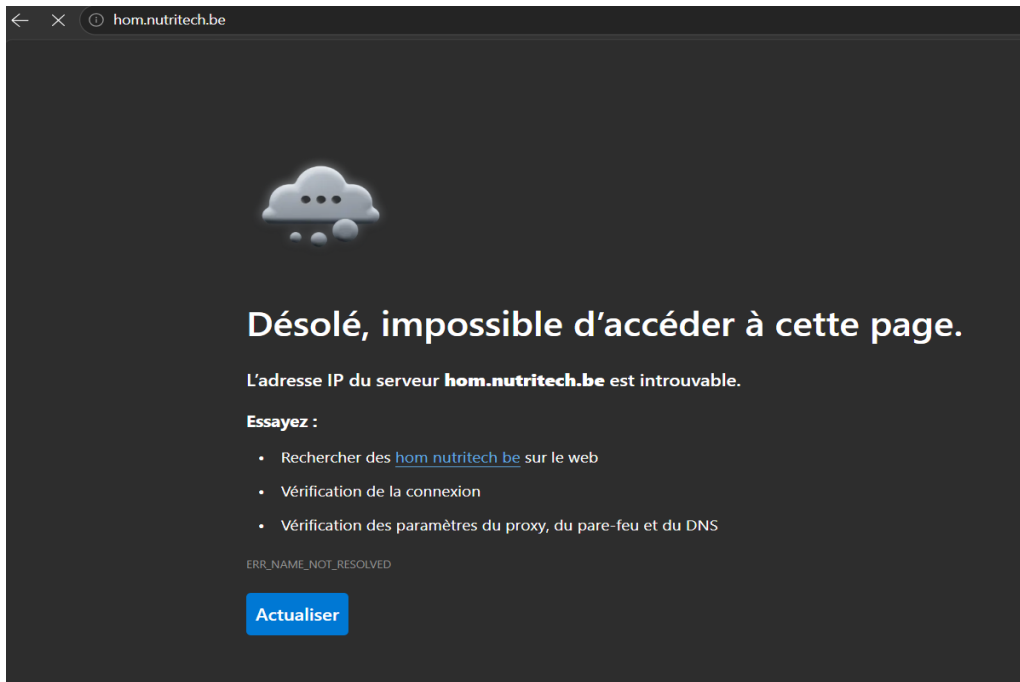 hom.nutritech.be
Désolé, impossible d’accéder à cette page.
L’adresse IP du serveur hom.nutritech.be est introuvable.
Essayez :
• Rechercher des hom nutritech be sur le web
• Vérification de la connexion
• Vérification des paramètres du proxy, du pare-feu et du DNS
ERR_NAME_NOT_RESOLVED
Actualiser